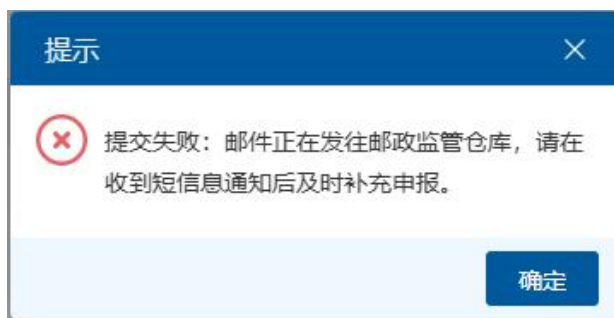 提示
提交失败：邮件正在发往邮政监管仓库，请在
收到短信息通知后及时补充申报。
确定